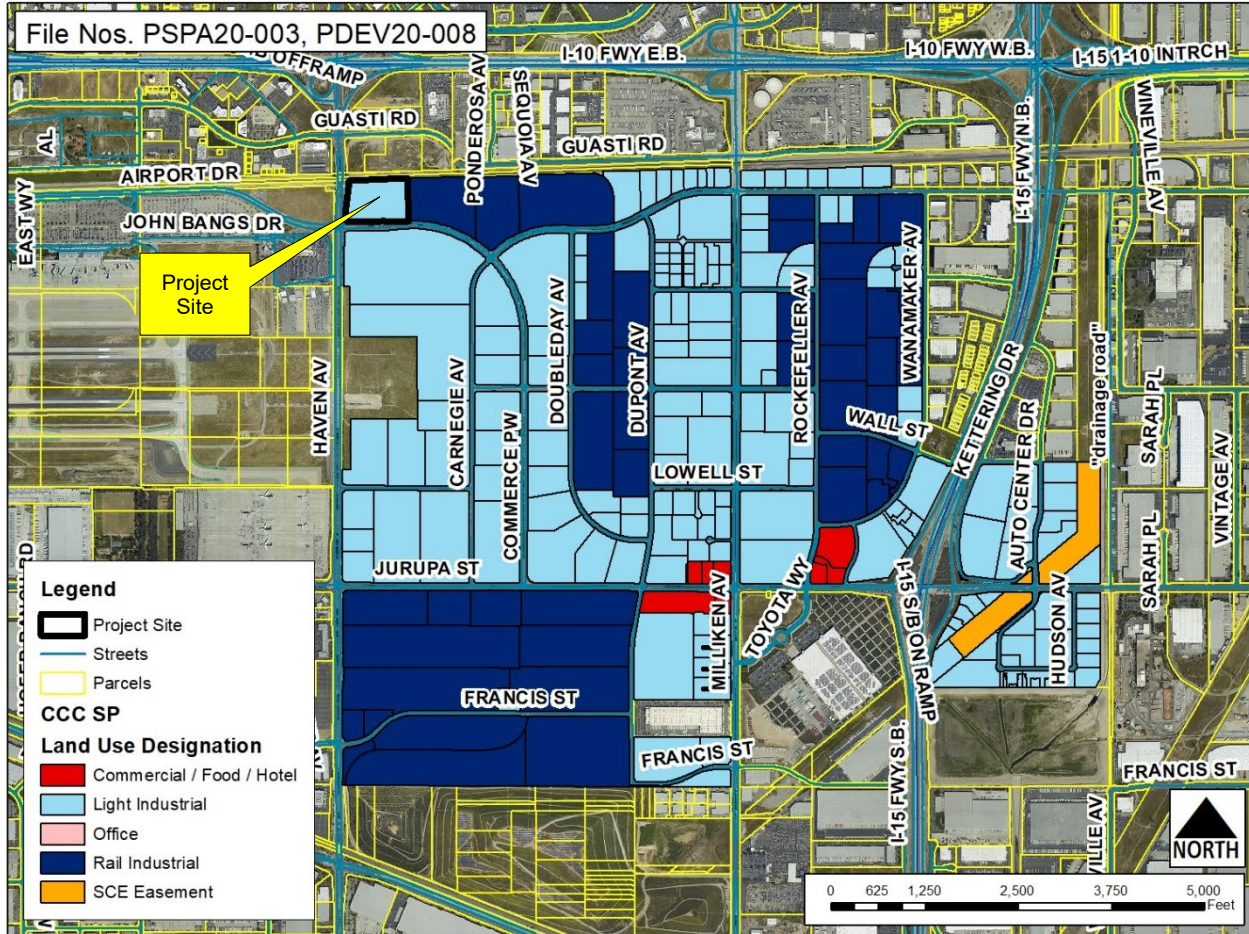 File Nos. PSPA20-003, PDEV20-008
OFFRAMP
I-10 FWY E.B.
I-10 FWY W.B.
I-15 1-10 INTRCH
GUASTI RD
PONDEROSA AV
SEQUOIA AV
GUASTI RD
I-15 FWY N.B.
WINEVILLE AV
AL
AIRPORT DR
EAST WY
JOHN BANGS DR
Project
Site
HAVEN AV
CARNEGIE AV
COMMERCE PW
DOUBLEDAY AV
DUPONT AV
ROCKEFELLER AV
WANAMAKER AV
WALL ST
KETTERING DR
AUTO CENTER DR
"drainage road"
SARAH PL
SARAH PL
VINTAGE AV
LOWELL ST
JURUPA ST
MILLIKEN AV
TOYOTA WY
I-15 S/B ON RAMP
HUDSON AV
FRANCIS ST
FRANCIS ST
I-15 FWY S.B.
FRANCIS ST
VILLE AV
Legend
Project Site
Streets
Parcels
CCC SP
Land Use Designation
Commercial / Food / Hotel
Light Industrial
Office
Rail Industrial
SCE Easement
NORTH
0 625 1,250 2,500 3,750 5,000
Feet